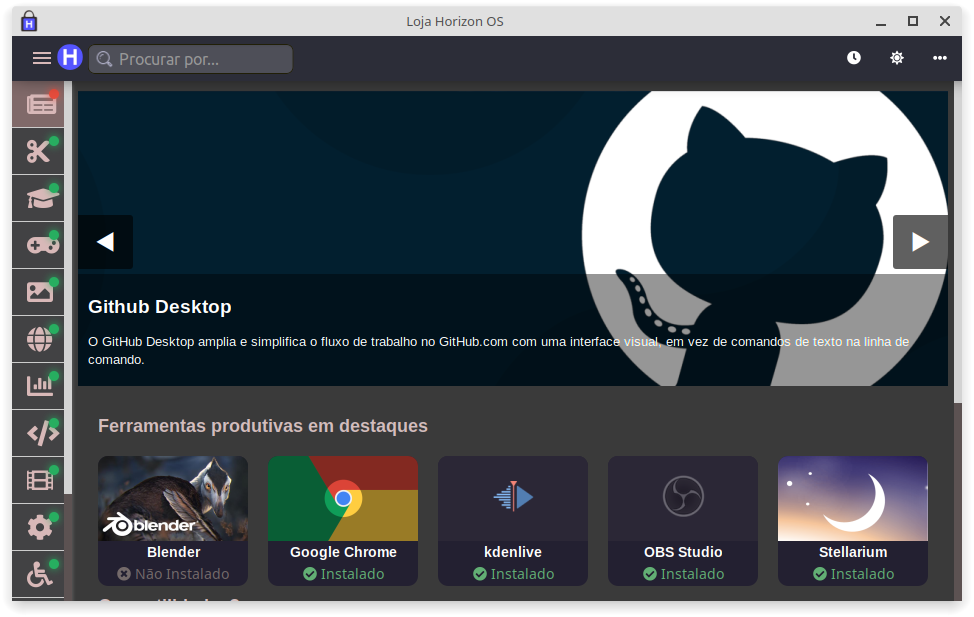 Loja Horizon OS
H
Procurar por...
Github Desktop
O GitHub Desktop amplia e simplifica o fluxo de trabalho no GitHub.com com uma interface visual, em vez de comandos de texto na linha de
comando.
Ferramentas produtivas em destaques
blender
Blender
Não Instalado
Google Chrome
Instalado
kdenlive
Instalado
OBS Studio
Instalado
Stellarium
Instalado